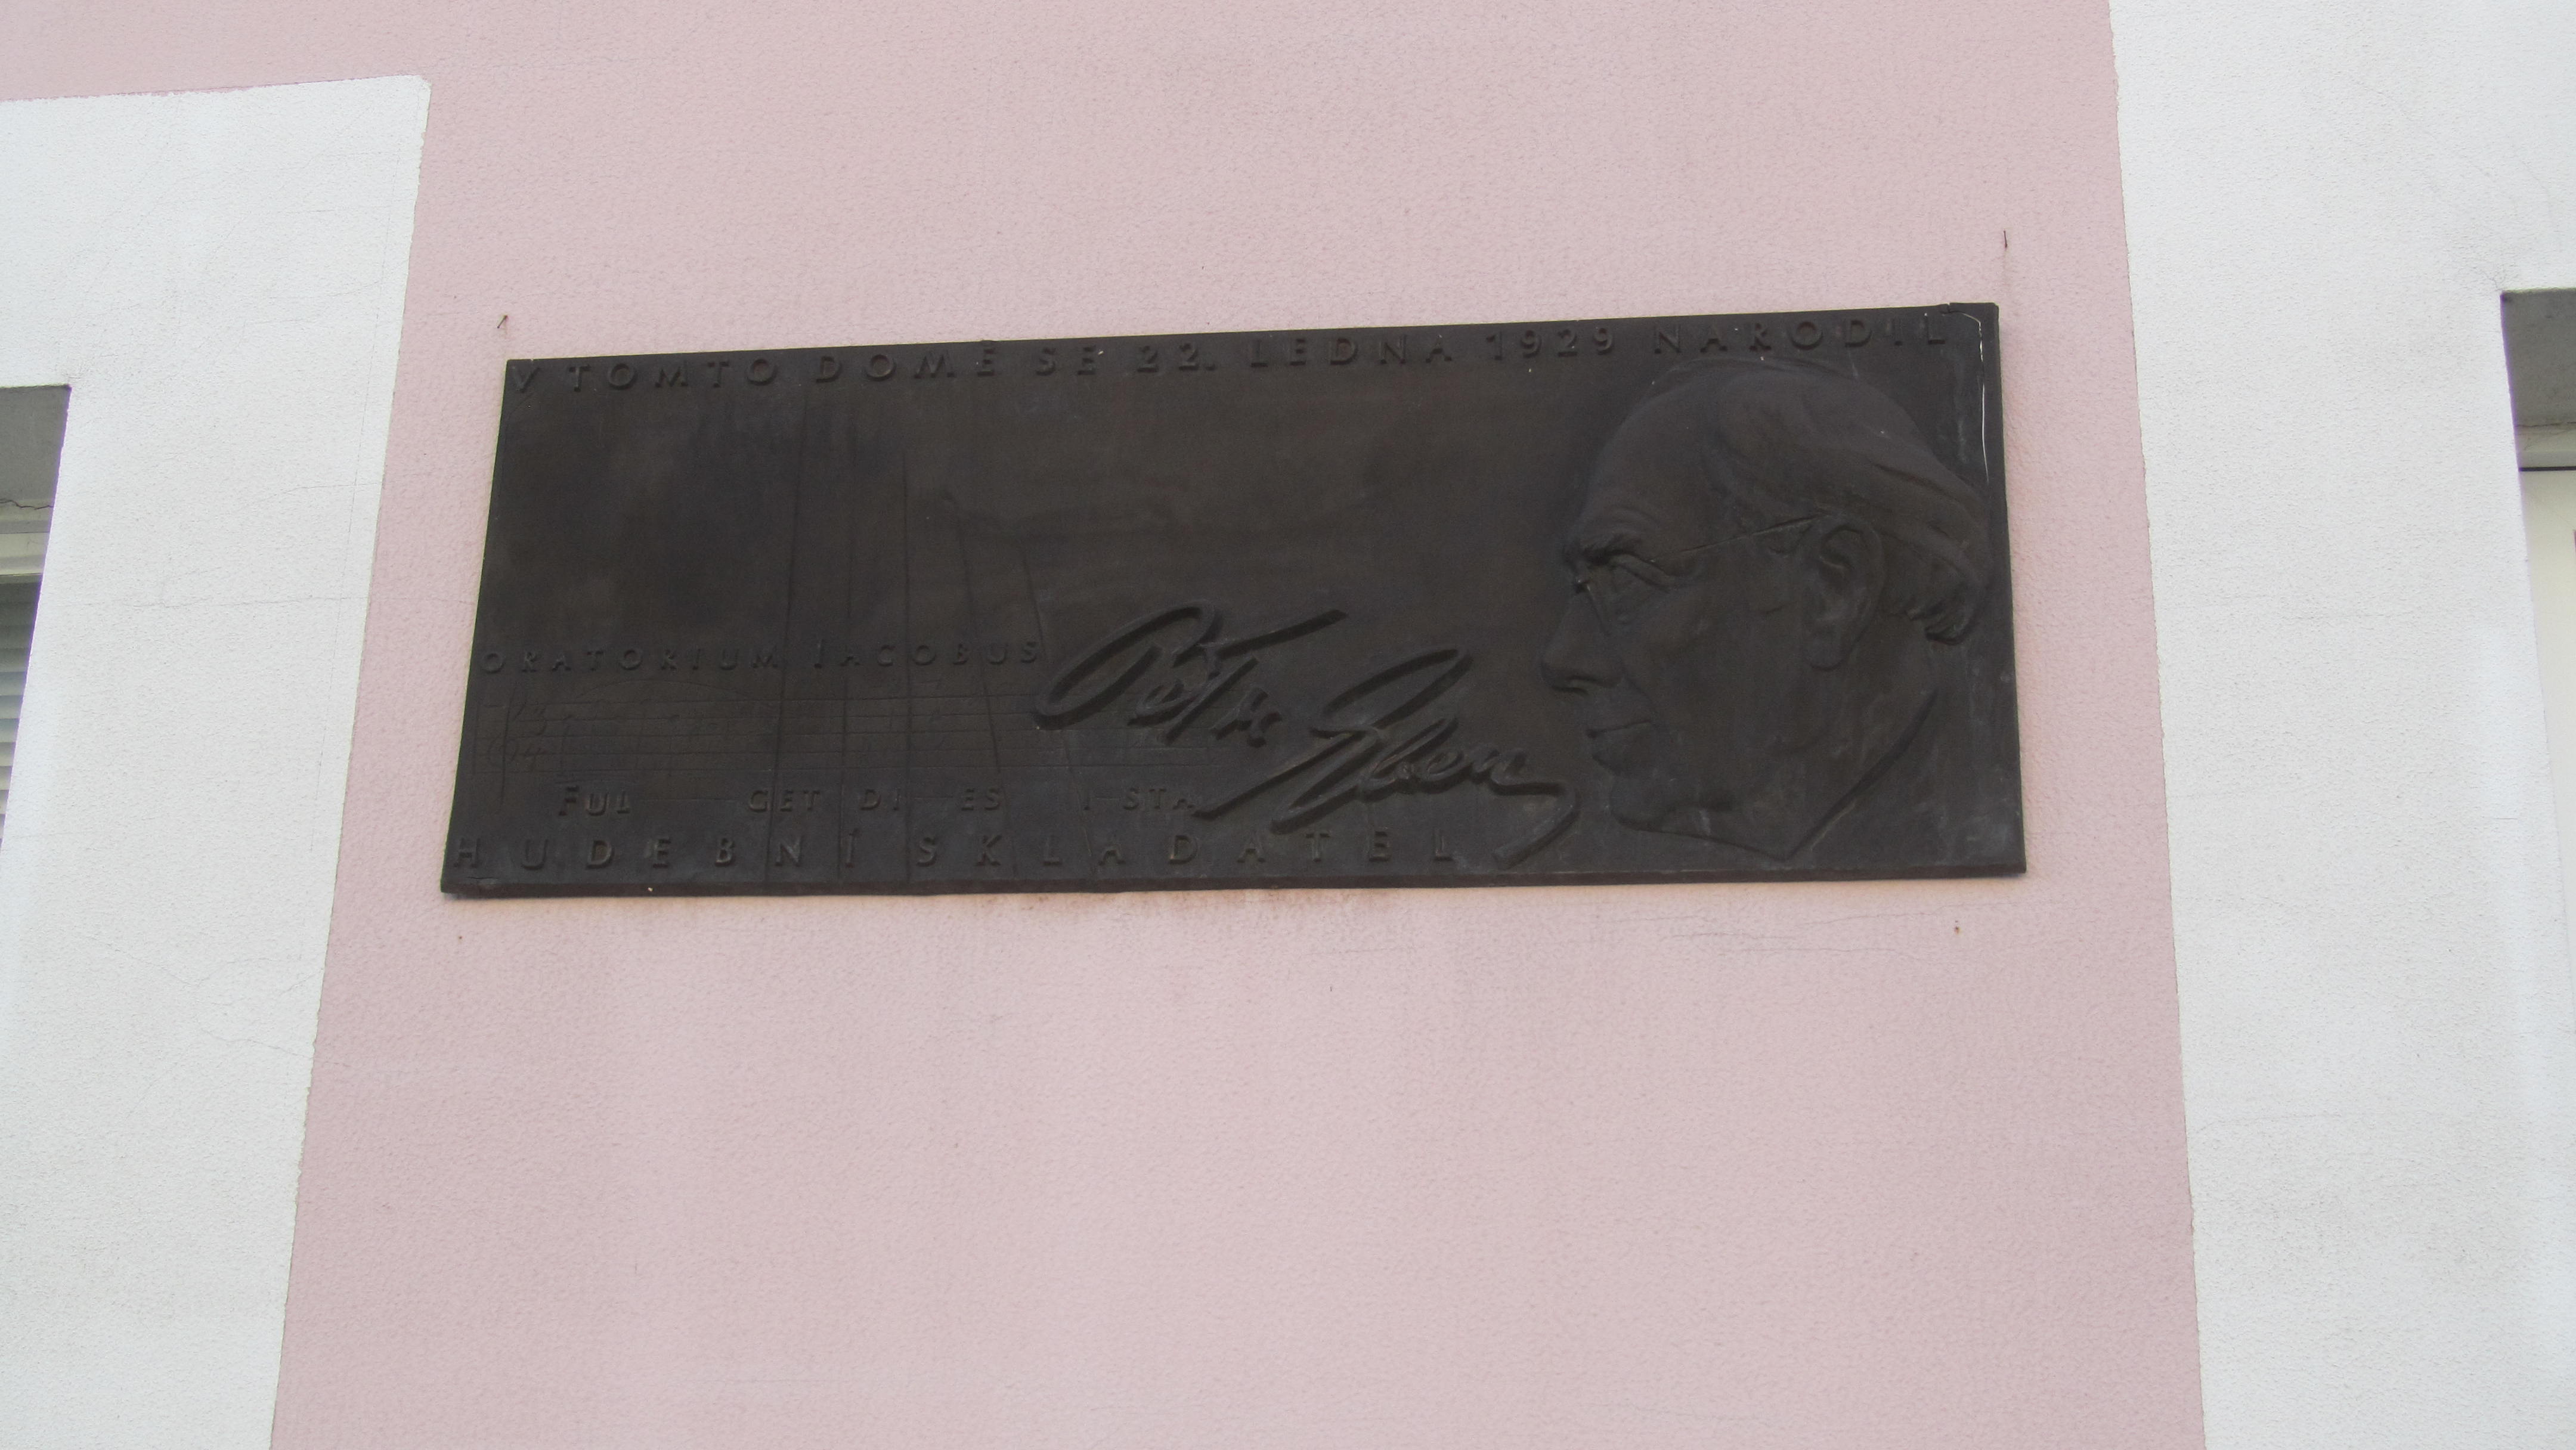 V TOMTO DOMĚ SE 22. LEDNA 1929 NARODIL
ORATORIUM IACOBUS
Petr Eben
FUL GET DI ES I STA
HUDEBNÍ SKLADATEL